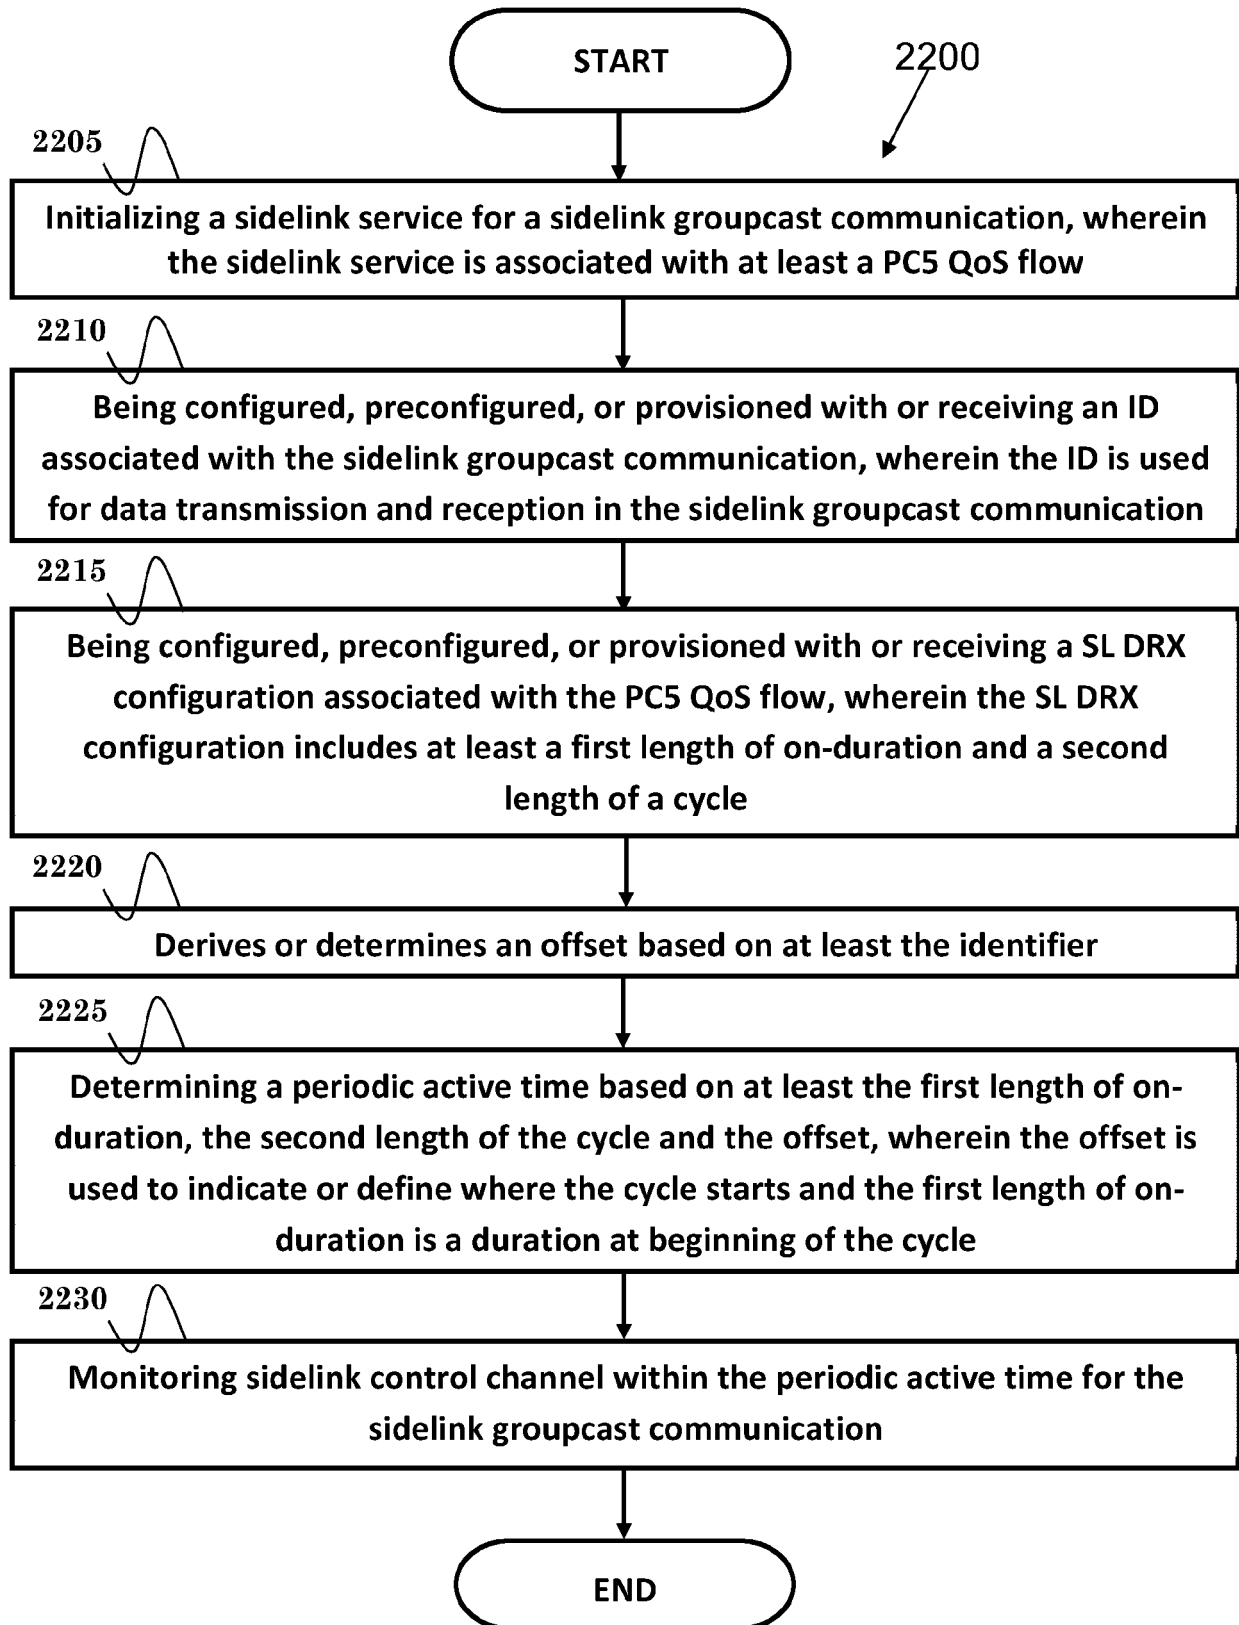 START
2200
2205
Initializing a sidelink service for a sidelink groupcast communication, wherein
the sidelink service is associated with at least a PC5 QoS flow
2210
Being configured, preconfigured, or provisioned with or receiving an ID
associated with the sidelink groupcast communication, wherein the ID is used
for data transmission and reception in the sidelink groupcast communication
2215
Being configured, preconfigured, or provisioned with or receiving a SL DRX
configuration associated with the PC5 QoS flow, wherein the SL DRX
configuration includes at least a first length of on-duration and a second
length of a cycle
2220
Derives or determines an offset based on at least the identifier
2225
Determining a periodic active time based on at least the first length of on-
duration, the second length of the cycle and the offset, wherein the offset is
used to indicate or define where the cycle starts and the first length of on-
duration is a duration at beginning of the cycle
2230
Monitoring sidelink control channel within the periodic active time for the
sidelink groupcast communication
END